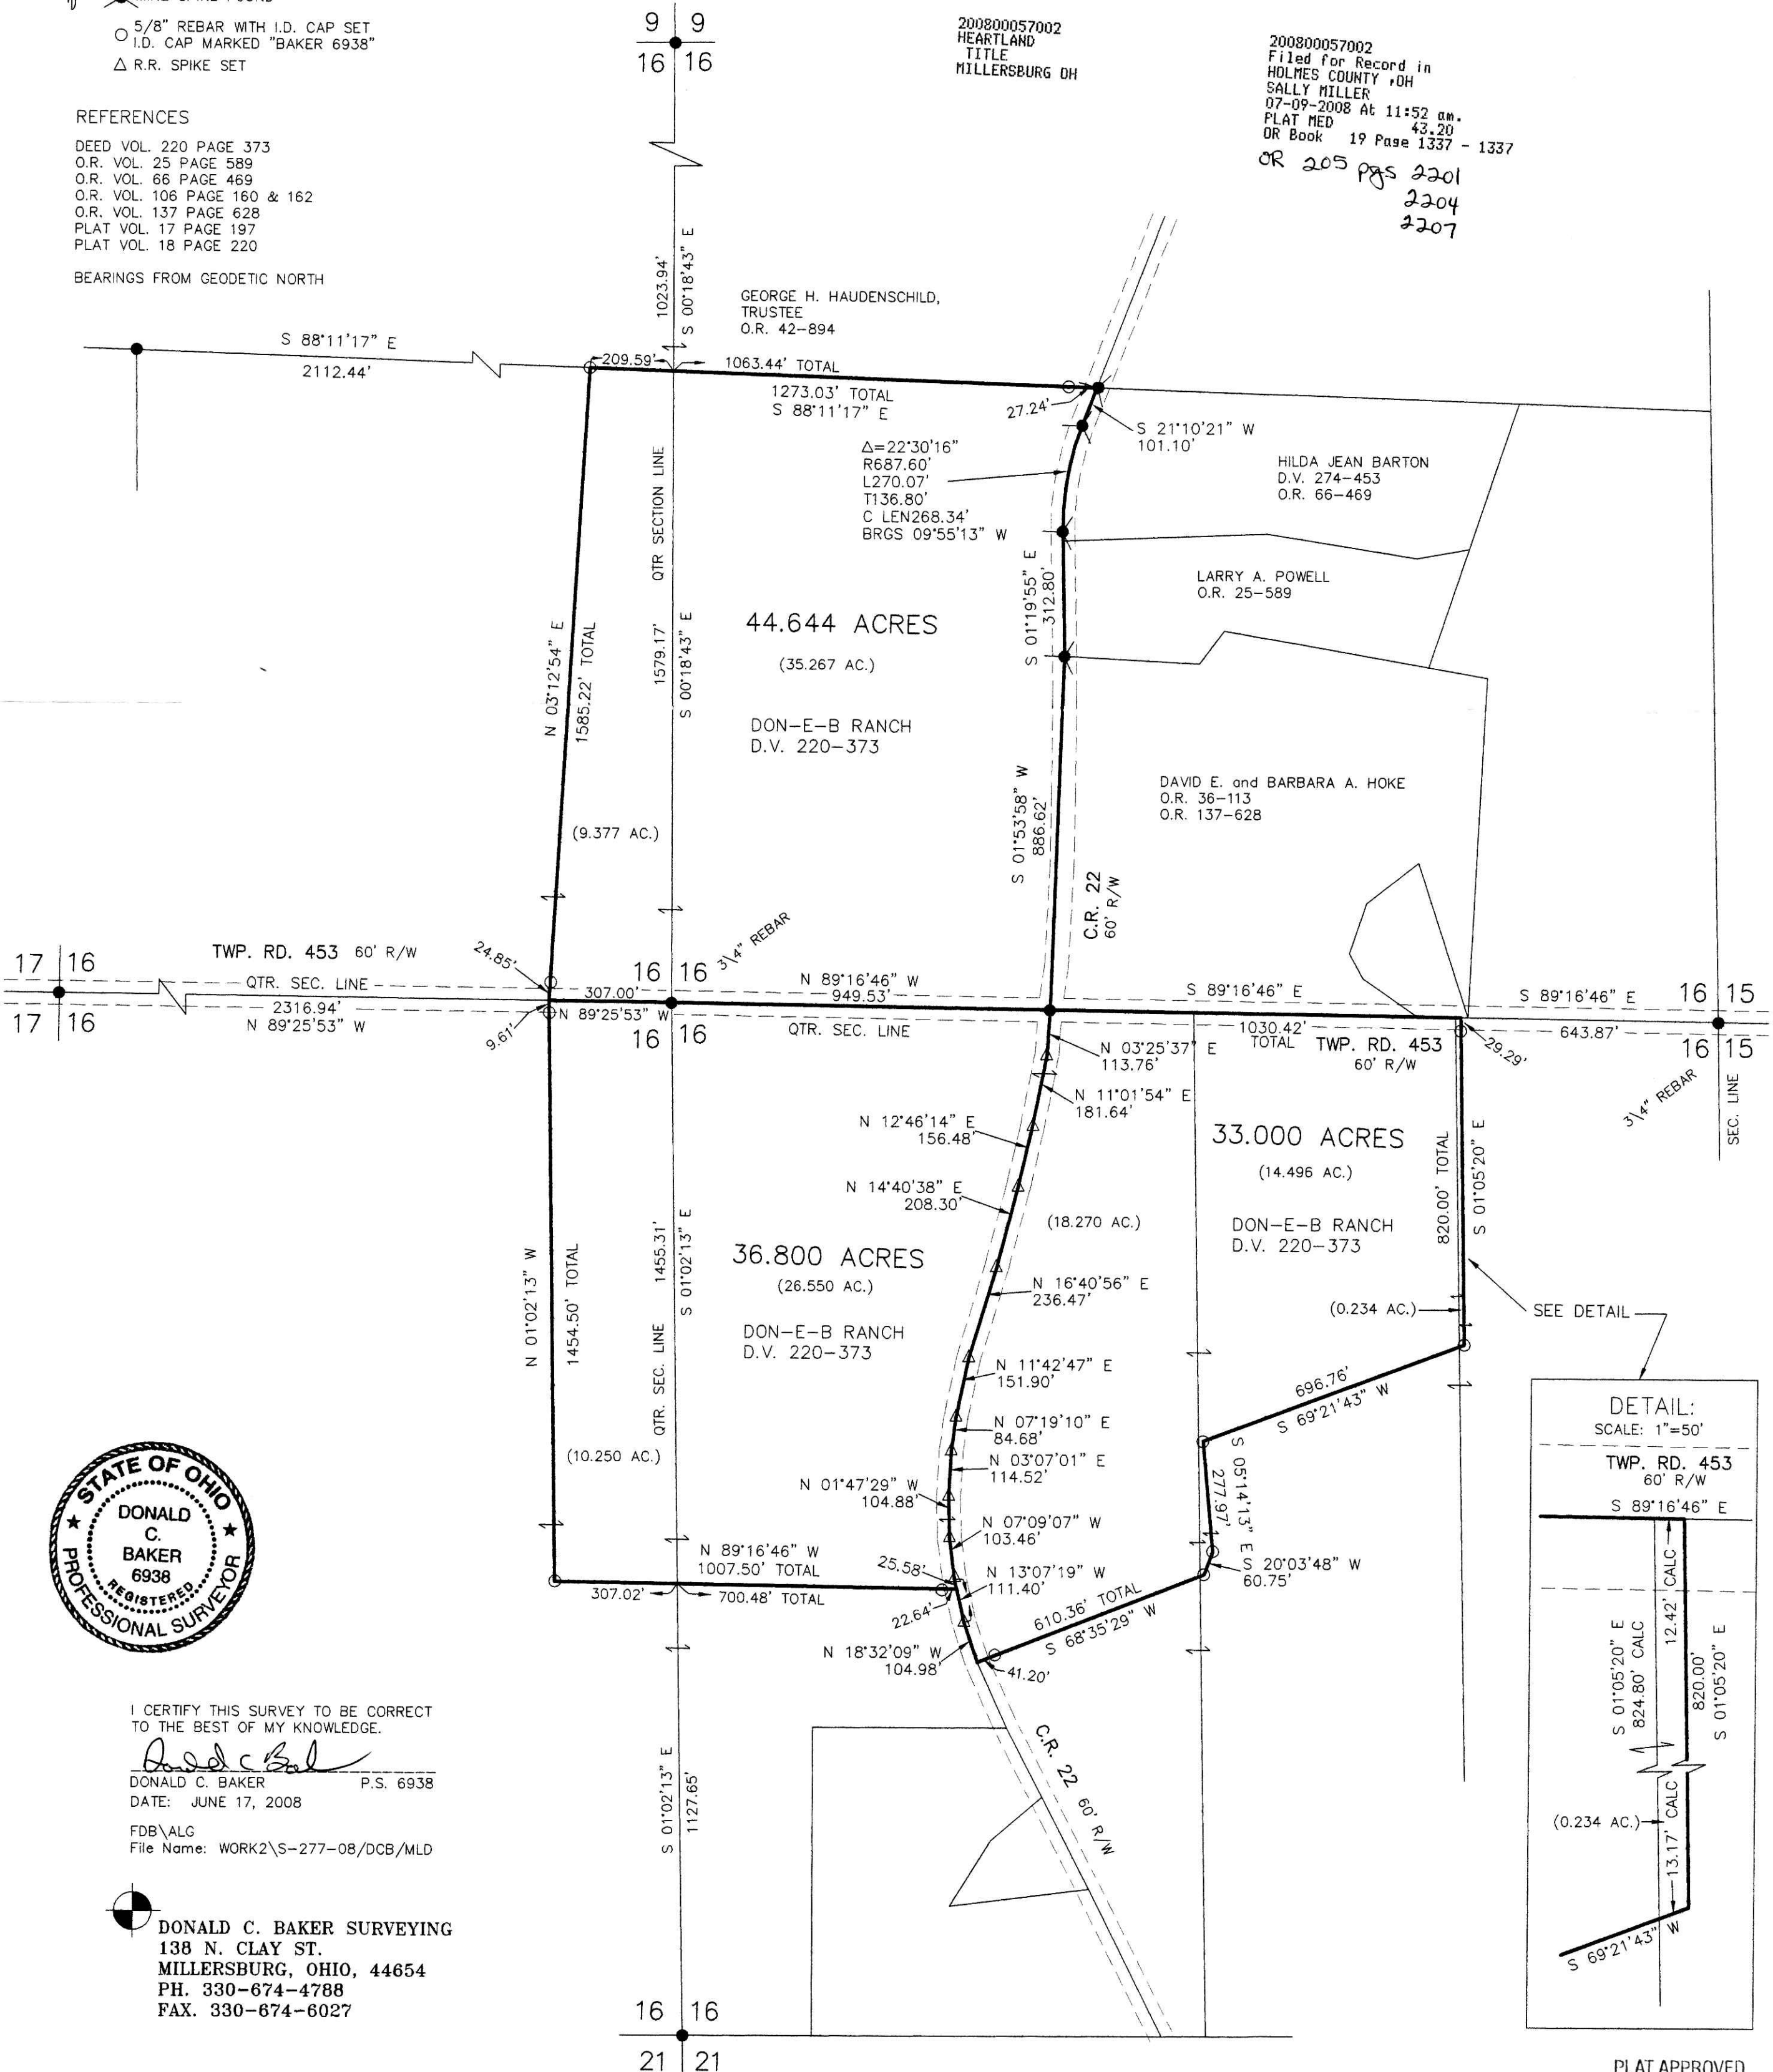 5/8" REBAR WITH I.D. CAP SET
I.D. CAP MARKED "BAKER 6938"
△ R.R. SPIKE SET
REFERENCES
DEED VOL. 220 PAGE 373
O.R. VOL. 25 PAGE 589
O.R. VOL. 66 PAGE 469
O.R. VOL. 106 PAGE 160 & 162
O.R. VOL. 137 PAGE 628
PLAT VOL. 17 PAGE 197
PLAT VOL. 18 PAGE 220
BEARINGS FROM GEODETIC NORTH
9 9
16 16
200800057002
HEARTLAND
TITLE
MILLERSBURG OH
200800057002
Filed for Record in
HOLMES COUNTY ,OH
SALLY MILLER
07-09-2008 At 11:52 am.
PLAT MED 43.20
OR Book 19 Page 1337 - 1337
OR 205 pgs 2201
2204
2207
1023.94'
S 00°18'43" E
GEORGE H. HAUDENSCHILD,
TRUSTEE
O.R. 42-894
S 88°11'17" E
2112.44'
209.59'
1063.44' TOTAL
1273.03' TOTAL
S 88°11'17" E
27.24'
S 21°10'21" W
101.10'
△=22°30'16"
R687.60'
L270.07'
T136.80'
C LEN268.34'
BRGS 09°55'13" W
HILDA JEAN BARTON
D.V. 274-453
O.R. 66-469
LARRY A. POWELL
O.R. 25-589
S 01°19'55" E
312.80'
QTR SECTION LINE
1579.17'
S 00°18'43" E
N 03°12'54" E
1585.22' TOTAL
44.644 ACRES
(35.267 AC.)
DON-E-B RANCH
D.V. 220-373
(9.377 AC.)
S 01°53'58" W
886.62'
C.R. 22
60' R/W
DAVID E. and BARBARA A. HOKE
O.R. 36-113
O.R. 137-628
17 16
17 16
TWP. RD. 453 60' R/W
QTR. SEC. LINE
2316.94'
N 89°25'53" W
24.85'
9.61'
307.00'
N 89°25'53" W
16 16
16 16
3\4" REBAR
N 89°16'46" W
949.53'
QTR. SEC. LINE
S 89°16'46" E
1030.42'
TOTAL
TWP. RD. 453
60' R/W
29.29'
S 89°16'46" E
643.87'
16 15
16 15
3\4" REBAR
SEC. LINE
N 03°25'37" E
113.76'
N 11°01'54" E
181.64'
N 12°46'14" E
156.48'
N 14°40'38" E
208.30'
(18.270 AC.)
33.000 ACRES
(14.496 AC.)
DON-E-B RANCH
D.V. 220-373
820.00' TOTAL
S 01°05'20" E
(0.234 AC.)
SEE DETAIL
N 01°02'13" W
1454.50' TOTAL
QTR. SEC. LINE
1455.31'
S 01°02'13" E
36.800 ACRES
(26.550 AC.)
DON-E-B RANCH
D.V. 220-373
(10.250 AC.)
N 16°40'56" E
236.47'
N 11°42'47" E
151.90'
N 07°19'10" E
84.68'
N 03°07'01" E
114.52'
N 01°47'29" W
104.88'
N 07°09'07" W
103.46'
N 13°07'19" W
111.40'
N 89°16'46" W
1007.50' TOTAL
307.02'
700.48' TOTAL
25.58'
22.64'
N 18°32'09" W
104.98'
41.20'
610.36' TOTAL
S 68°35'29" W
S 20°03'48" W
60.75'
S 05°14'13" E
277.97'
696.76'
S 69°21'43" W
DETAIL:
SCALE: 1"=50'
TWP. RD. 453
60' R/W
S 89°16'46" E
12.42' CALC
S 01°05'20" E
824.80' CALC
820.00'
S 01°05'20" E
(0.234 AC.)
13.17' CALC
S 69°21'43" W
STATE OF OHIO
DONALD
C.
BAKER
6938
REGISTERED
PROFESSIONAL SURVEYOR
I CERTIFY THIS SURVEY TO BE CORRECT
TO THE BEST OF MY KNOWLEDGE.
DONALD C. BAKER P.S. 6938
DATE: JUNE 17, 2008
FDB\ALG
File Name: WORK2\S-277-08/DCB/MLD
DONALD C. BAKER SURVEYING
138 N. CLAY ST.
MILLERSBURG, OHIO, 44654
PH. 330-674-4788
FAX. 330-674-6027
S 01°02'13" E
1127.65'
C.R. 22 60' R/W
16 16
21 21
PLAT APPROVED